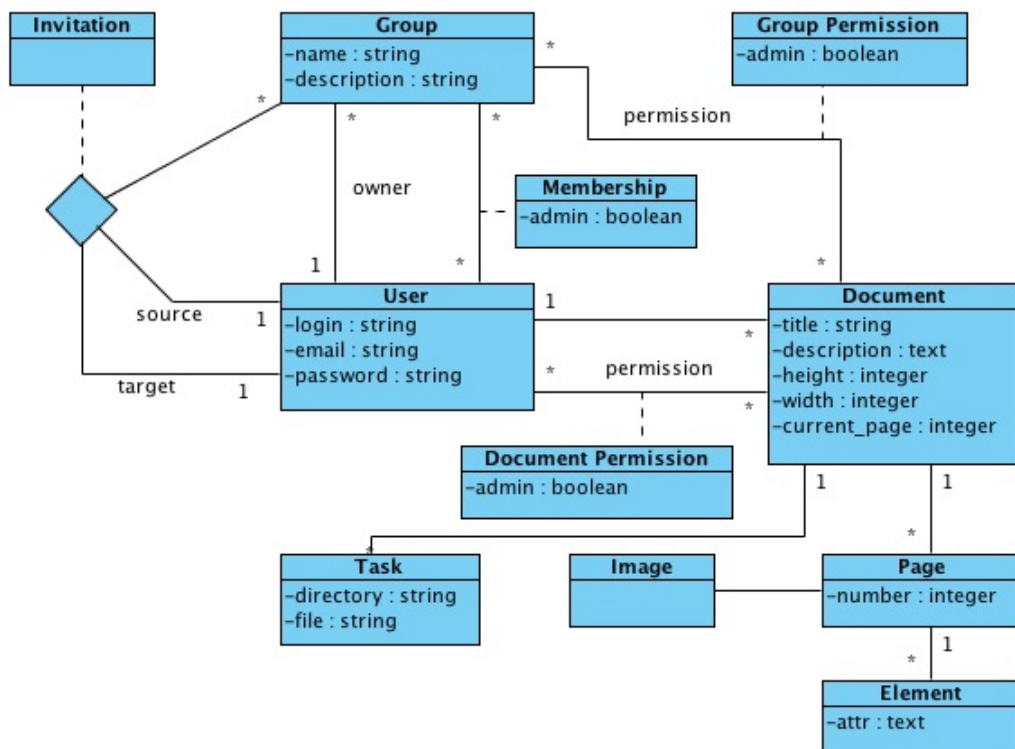 Invitation
Group
-name : string
-description : string
Group Permission
-admin : boolean
*
*
*
*
permission
owner
Membership
-admin : boolean
1
*
*
User
-login : string
-email : string
-password : string
source
1
target
1
1
*
*
permission
*
Document
-title : string
-description : text
-height : integer
-width : integer
-current_page : integer
Document Permission
-admin : boolean
1
1
*
*
Task
-directory : string
-file : string
Image
Page
-number : integer
1
*
Element
-attr : text